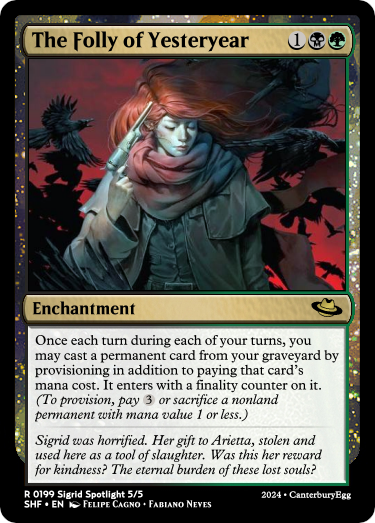 The Folly of Yesteryear 1
Enchantment
Once each turn during each of your turns, you
may cast a permanent card from your graveyard by
provisioning in addition to paying that card's
mana cost. It enters with a finality counter on it.
(To provision, pay 3 or sacrifice a nonland
permanent with mana value 1 or less.)
Sigrid was horrified. Her gift to Arietta, stolen and
used here as a tool of slaughter. Was this her reward
for kindness? The eternal burden of these lost souls?
R 0199 Sigrid Spotlight 5/5
SHF • EN Felipe Cagno • Fabiano Neves
2024 • CanterburyEgg